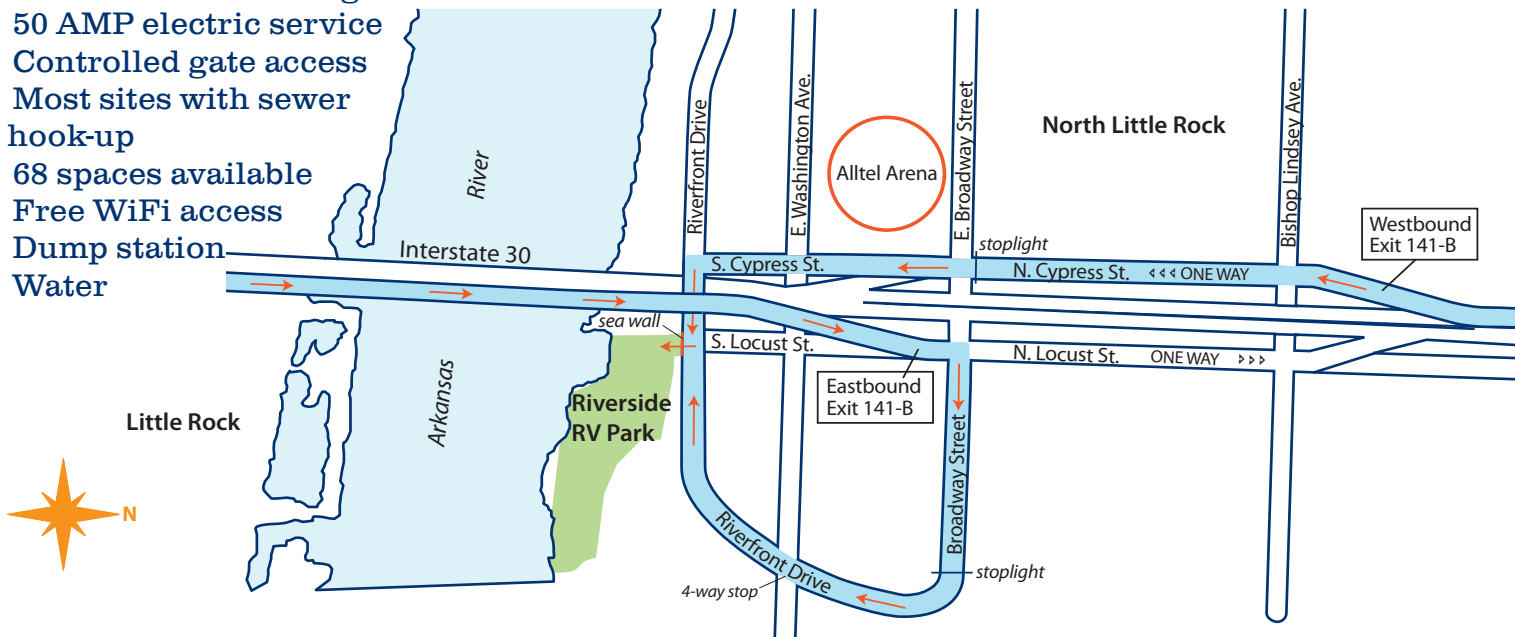 50 AMP electric service
Controlled gate access
Most sites with sewer
hook-up
68 spaces available
Free WiFi access
Dump station
Water
River
Arkansas
Interstate 30
Little Rock
N
Riverside
RV Park
sea wall
Riverfront Drive
E. Washington Ave.
Alltel Arena
E. Broadway Street
North Little Rock
Bishop Lindsey Ave.
Westbound
Exit 141-B
stoplight
S. Cypress St.
N. Cypress St.
ONE WAY
S. Locust St.
N. Locust St.
ONE WAY
Eastbound
Exit 141-B
Broadway Street
Riverfront Drive
4-way stop
stoplight